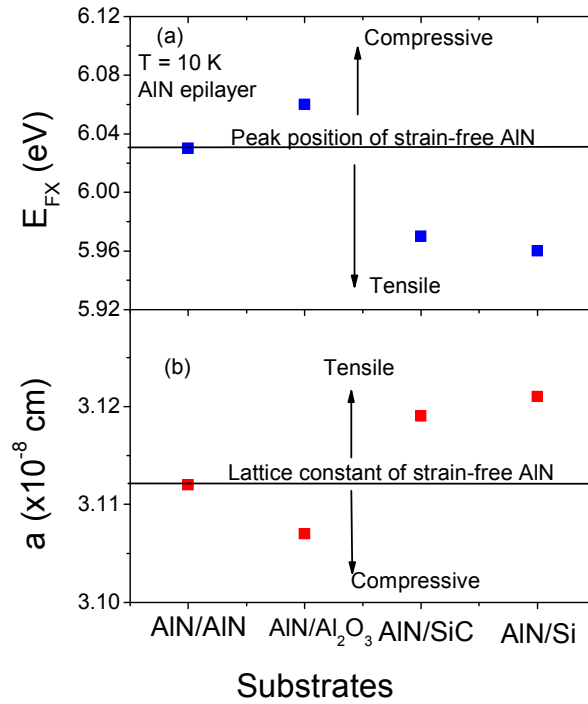 6.12
(a)
Compressive
T = 10 K
AlN epilayer
6.08
6.04
Peak position of strain-free AlN
E_FX (eV)
6.00
5.96
Tensile
5.92
(b)
Tensile
3.12
a (x10⁻⁸ cm)
Lattice constant of strain-free AlN
3.11
Compressive
3.10
AlN/AlN AlN/Al₂O₃ AlN/SiC AlN/Si
Substrates